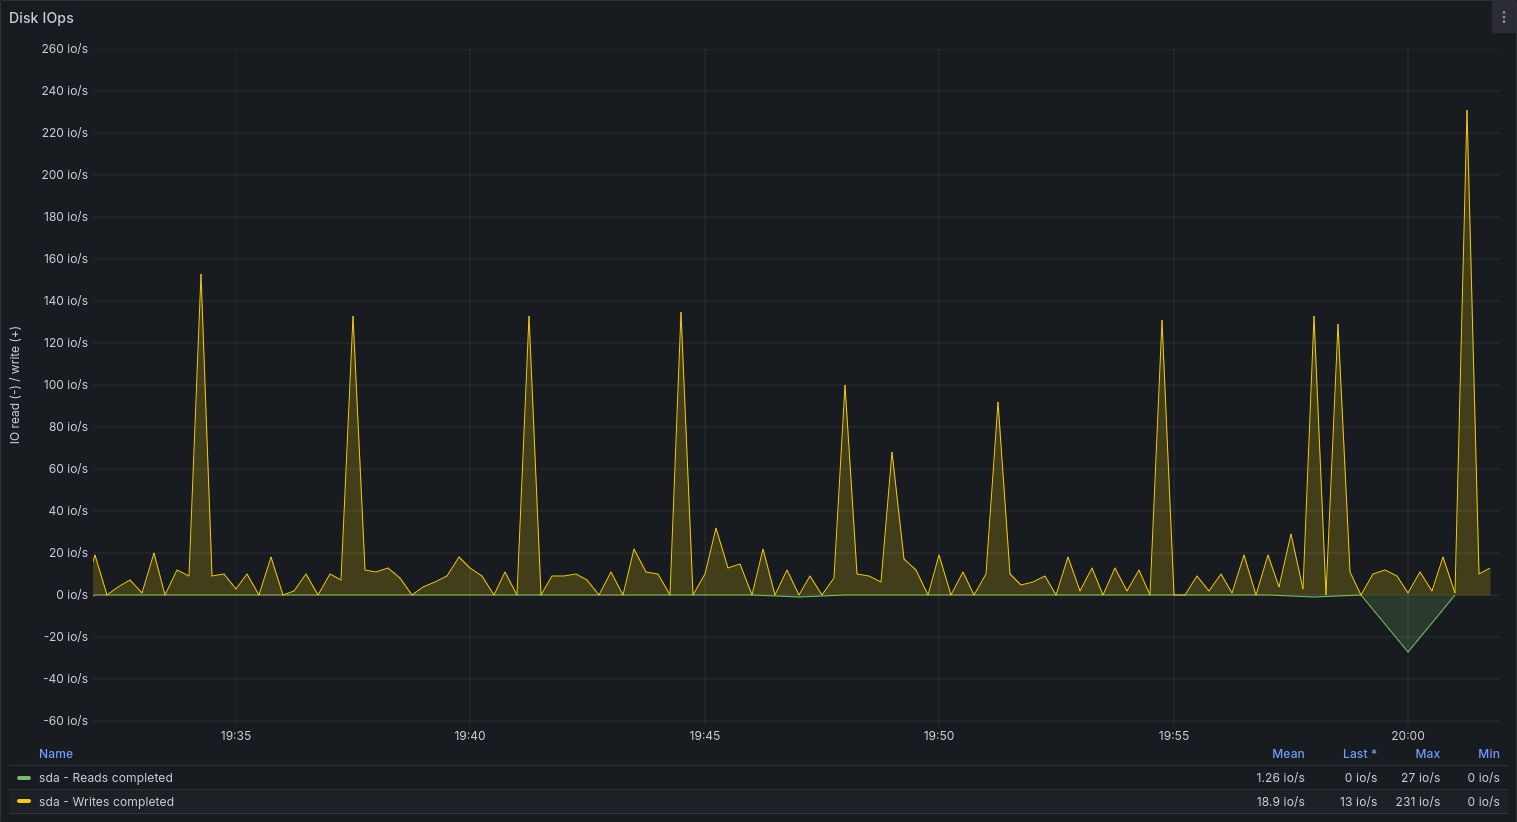 Disk IOps
260 io/s
240 io/s
220 io/s
200 io/s
180 io/s
160 io/s
140 io/s
120 io/s
100 io/s
80 io/s
60 io/s
40 io/s
20 io/s
0 io/s
-20 io/s
-40 io/s
-60 io/s
IO read (-) / write (+)
19:35 19:40 19:45 19:50 19:55 20:00
Name Mean Last * Max Min
sda - Reads completed 1.26 io/s 0 io/s 27 io/s 0 io/s
sda - Writes completed 18.9 io/s 13 io/s 231 io/s 0 io/s